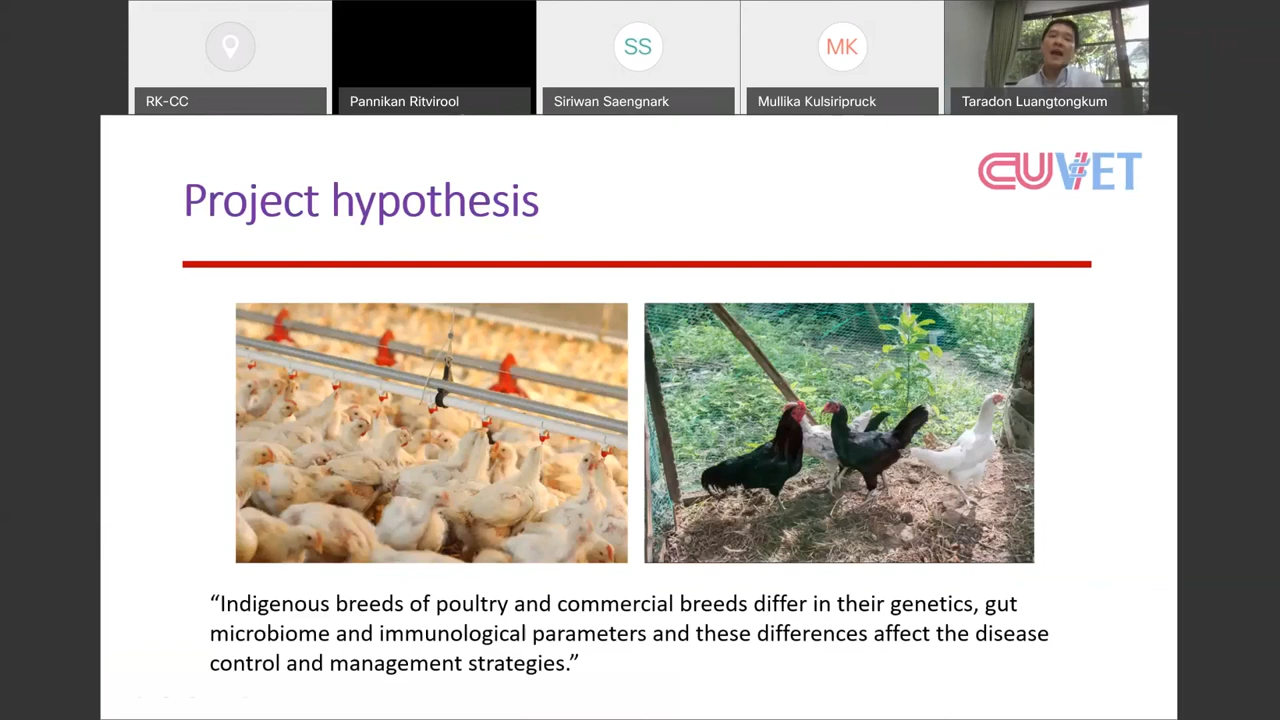 SS
MK
RK-CC
Pannikan Ritvirool
Siriwan Saengnark
Mullika Kulsiripruck
Taradon Luangtongkum
CUVET
Project hypothesis
“Indigenous breeds of poultry and commercial breeds differ in their genetics, gut
microbiome and immunological parameters and these differences affect the disease
control and management strategies.”